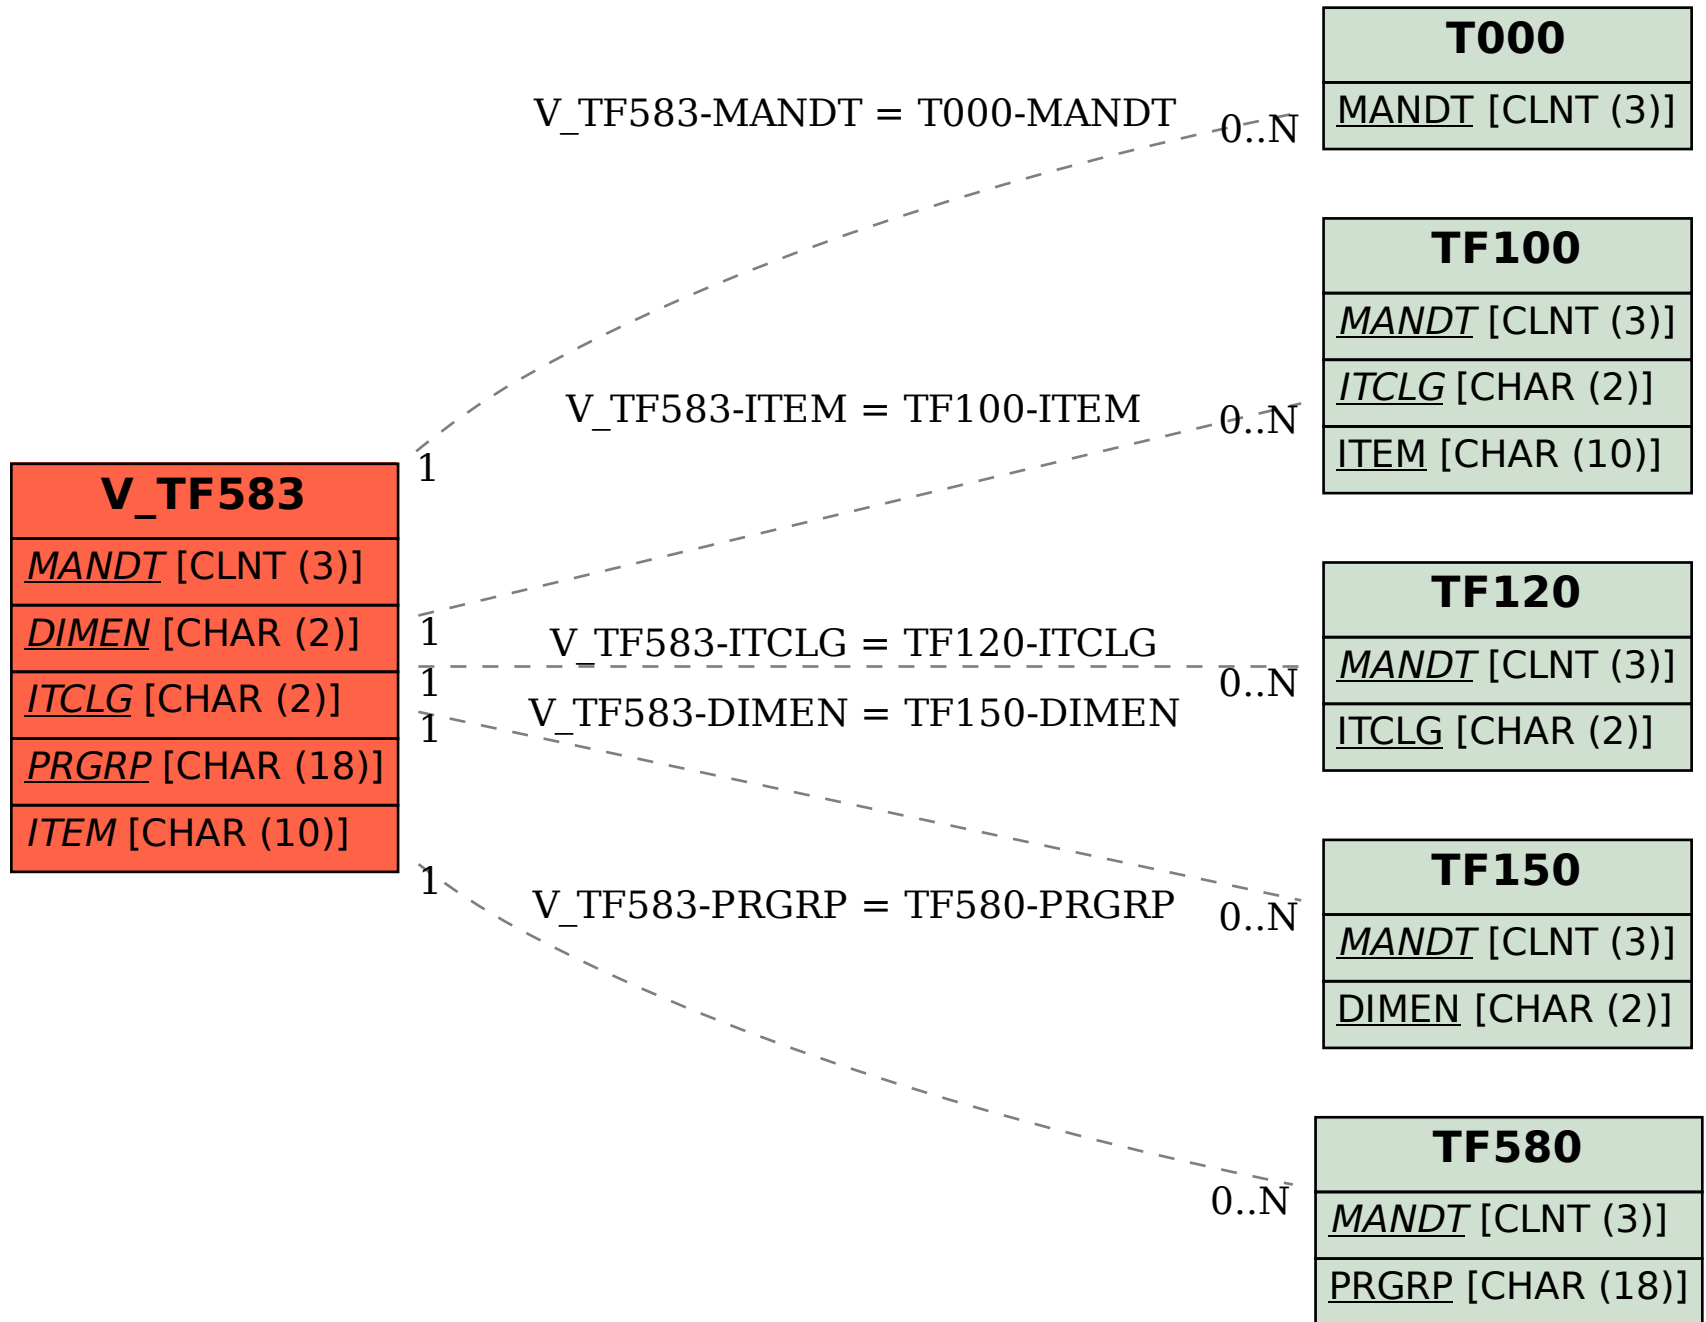 V_TF583
MANDT [CLNT (3)]
DIMEN [CHAR (2)]
ITCLG [CHAR (2)]
PRGRP [CHAR (18)]
ITEM [CHAR (10)]
V_TF583-MANDT = T000-MANDT
0..N
1
V_TF583-ITEM = TF100-ITEM
0..N
1
V_TF583-ITCLG = TF120-ITCLG
0..N
1
V_TF583-DIMEN = TF150-DIMEN
0..N
1
V_TF583-PRGRP = TF580-PRGRP
0..N
1
T000
MANDT [CLNT (3)]
TF100
MANDT [CLNT (3)]
ITCLG [CHAR (2)]
ITEM [CHAR (10)]
TF120
MANDT [CLNT (3)]
ITCLG [CHAR (2)]
TF150
MANDT [CLNT (3)]
DIMEN [CHAR (2)]
TF580
MANDT [CLNT (3)]
PRGRP [CHAR (18)]